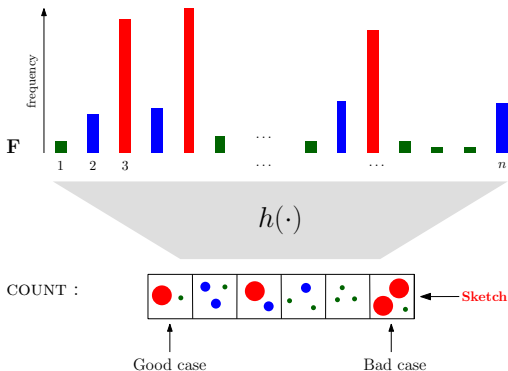 frequency
F
...
1 2 3 ... ... n
h(·)
COUNT :
Sketch
Good case Bad case